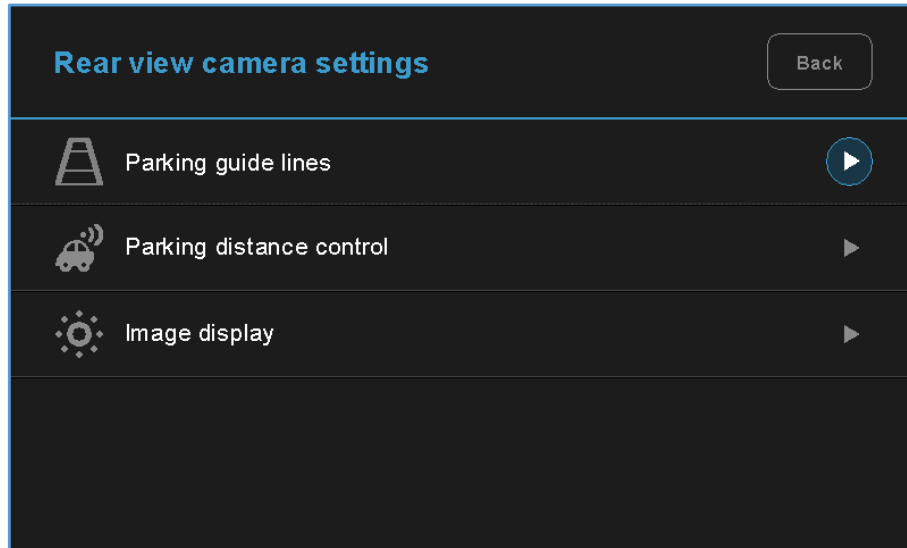 Rear view camera settings
Back
Parking guide lines
Parking distance control
Image display